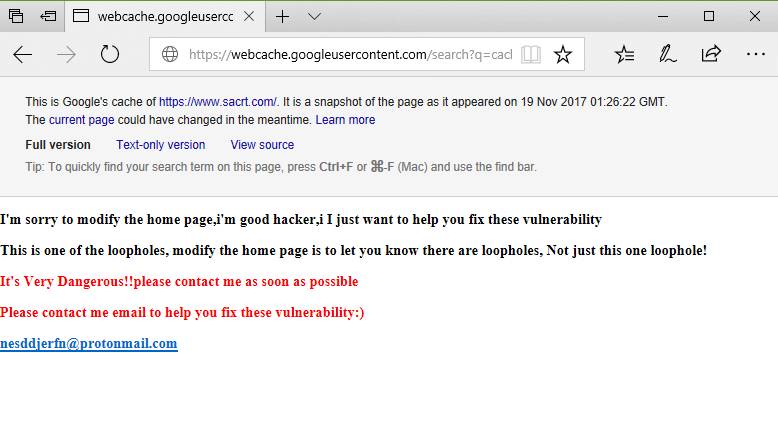 webcache.googleusercc
https://webcache.googleusercontent.com/search?q=cacl
This is Google's cache of https://www.sacrt.com/. It is a snapshot of the page as it appeared on 19 Nov 2017 01:26:22 GMT.
The current page could have changed in the meantime. Learn more
Full version Text-only version View source
Tip: To quickly find your search term on this page, press Ctrl+F or ⌘-F (Mac) and use the find bar.
I'm sorry to modify the home page,i'm good hacker,i I just want to help you fix these vulnerability
This is one of the loopholes, modify the home page is to let you know there are loopholes, Not just this one loophole!
It's Very Dangerous!!please contact me as soon as possible
Please contact me email to help you fix these vulnerability:)
nesddjerfn@protonmail.com